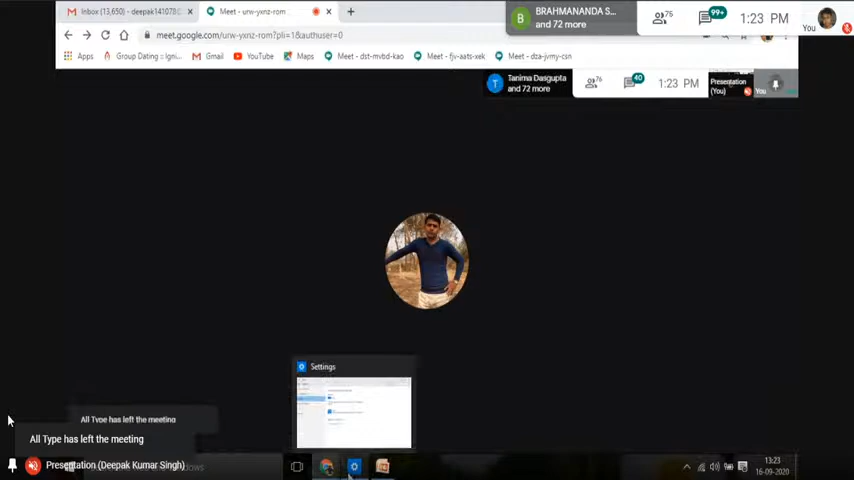 Inbox (13,650) - deepak141078@
Meet - urw-yxnz-rom
B
BRAHMANANDA S...
and 72 more
75
99+
1:23 PM
You
meet.google.com/urw-yxnz-rom?pli=1&authuser=0
Apps
Group Dating :: Igni...
Gmail
YouTube
Maps
Meet - dst-mvbd-kao
Meet - fjv-aats-xek
Meet - dza-jvmy-csn
T
Tanima Dasgupta
and 72 more
76
40
1:23 PM
Presentation
(You)
You
Settings
All Type has left the meeting
All Type has left the meeting
Presentation (Deepak Kumar Singh)
13:23
16-09-2020